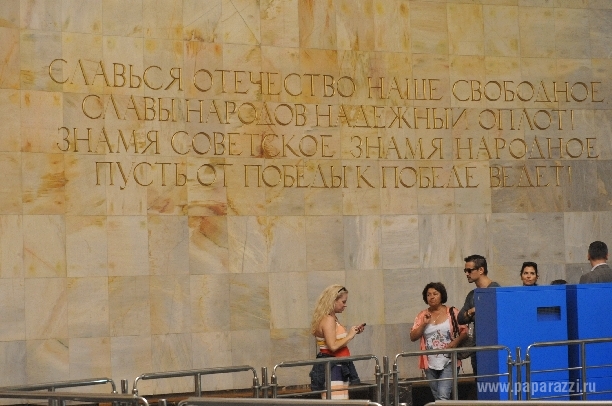 СЛАВЬСЯ ОТЕЧЕСТВО НАШЕ СВОБОДНОЕ
СЛАВЫ НАРОДОВ НАДЕЖНЫЙ ОПЛОТ!
ЗНАМЯ СОВЕТСКОЕ ЗНАМЯ НАРОДНОЕ
ПУСТЬ ОТ ПОБЕДЫ К ПОБЕДЕ ВЕДЕТ!
www.paparazzi.ru